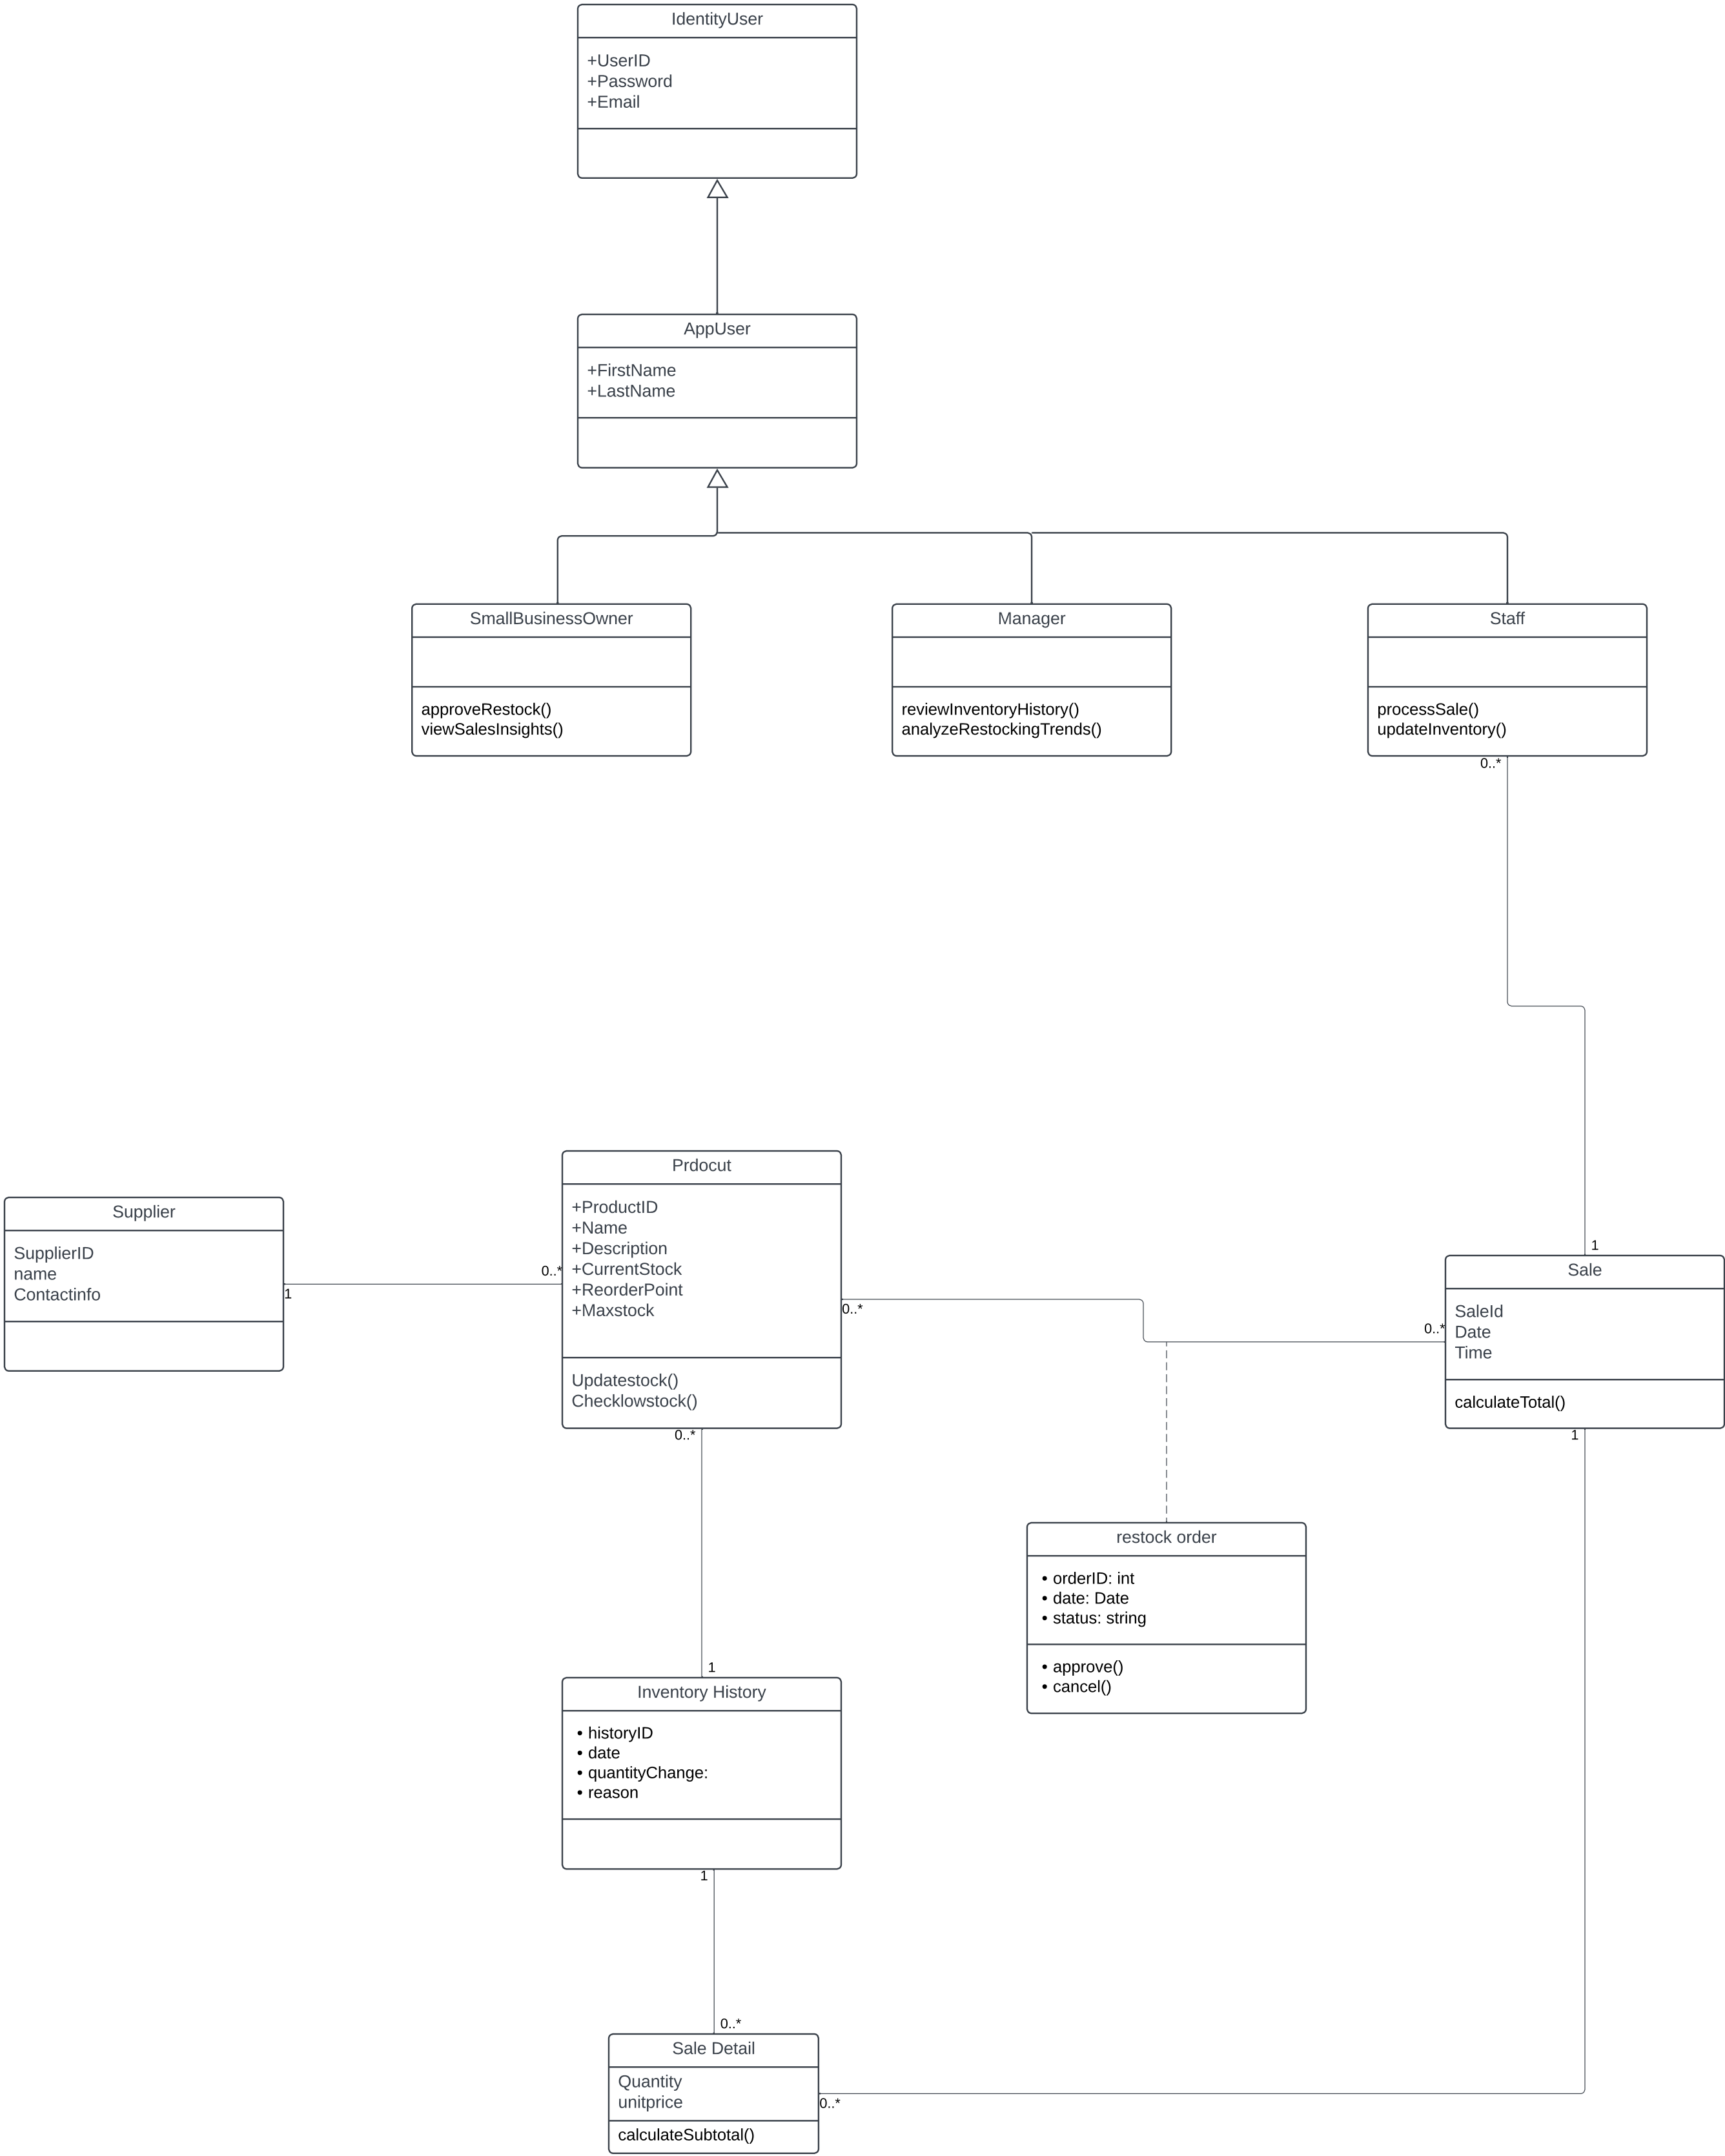 IdentityUser
+UserID
+Password
+Email
AppUser
+FirstName
+LastName
SmallBusinessOwner
approveRestock()
viewSalesInsights()
Manager
reviewInventoryHistory()
analyzeRestockingTrends()
Staff
processSale()
updateInventory()
0..*
1
Supplier
SupplierID
name
Contactinfo
1
0..*
Prdocut
+ProductID
+Name
+Description
+CurrentStock
+ReorderPoint
+Maxstock
Updatestock()
Checklowstock()
0..*
0..*
Sale
SaleId
Date
Time
calculateTotal()
0..*
1
1
restock order
• orderID: int
• date: Date
• status: string
• approve()
• cancel()
Inventory History
• historyID
• date
• quantityChange:
• reason
1
0..*
Sale Detail
Quantity
unitprice
calculateSubtotal()
0..*